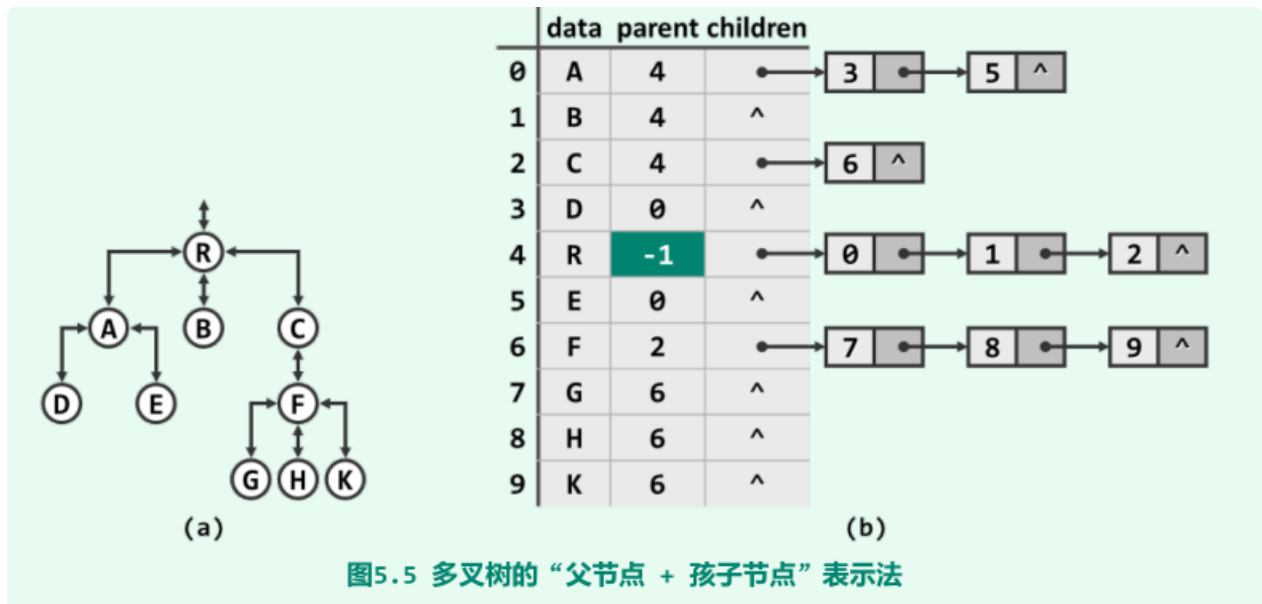 data parent children
0 A 4 3 5 ^
1 B 4 ^
2 C 4 6 ^
3 D 0 ^
4 R -1 0 1 2 ^
5 E 0 ^
6 F 2 7 8 9 ^
7 G 6 ^
8 H 6 ^
9 K 6 ^
R
A B C
D E F
G H K
(a) (b)
图5.5 多叉树的“父节点 + 孩子节点”表示法